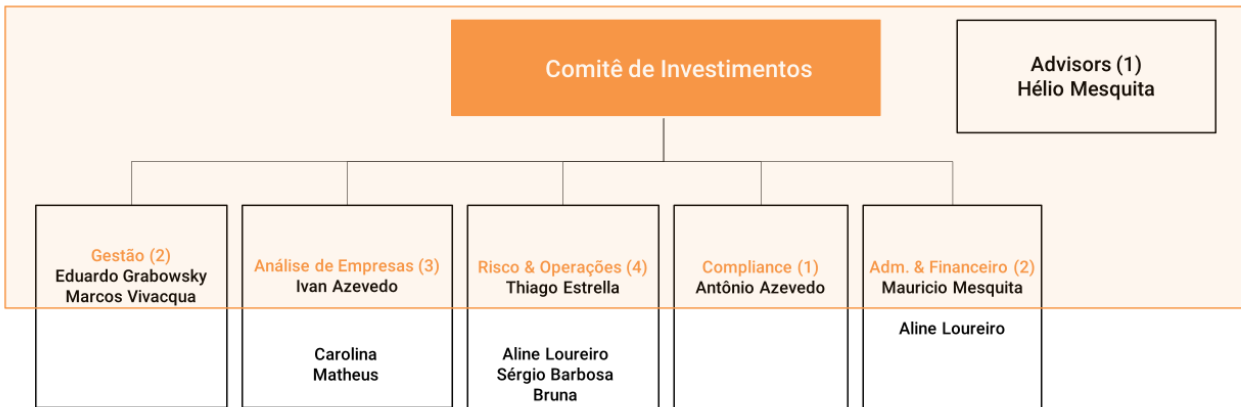 Comitê de Investimentos
Advisors (1)
Hélio Mesquita
Gestão (2)
Eduardo Grabowsky
Marcos Vivacqua
Análise de Empresas (3)
Ivan Azevedo
Carolina
Matheus
Risco & Operações (4)
Thiago Estrella
Aline Loureiro
Sérgio Barbosa
Bruna
Compliance (1)
Antônio Azevedo
Adm. & Financeiro (2)
Mauricio Mesquita
Aline Loureiro